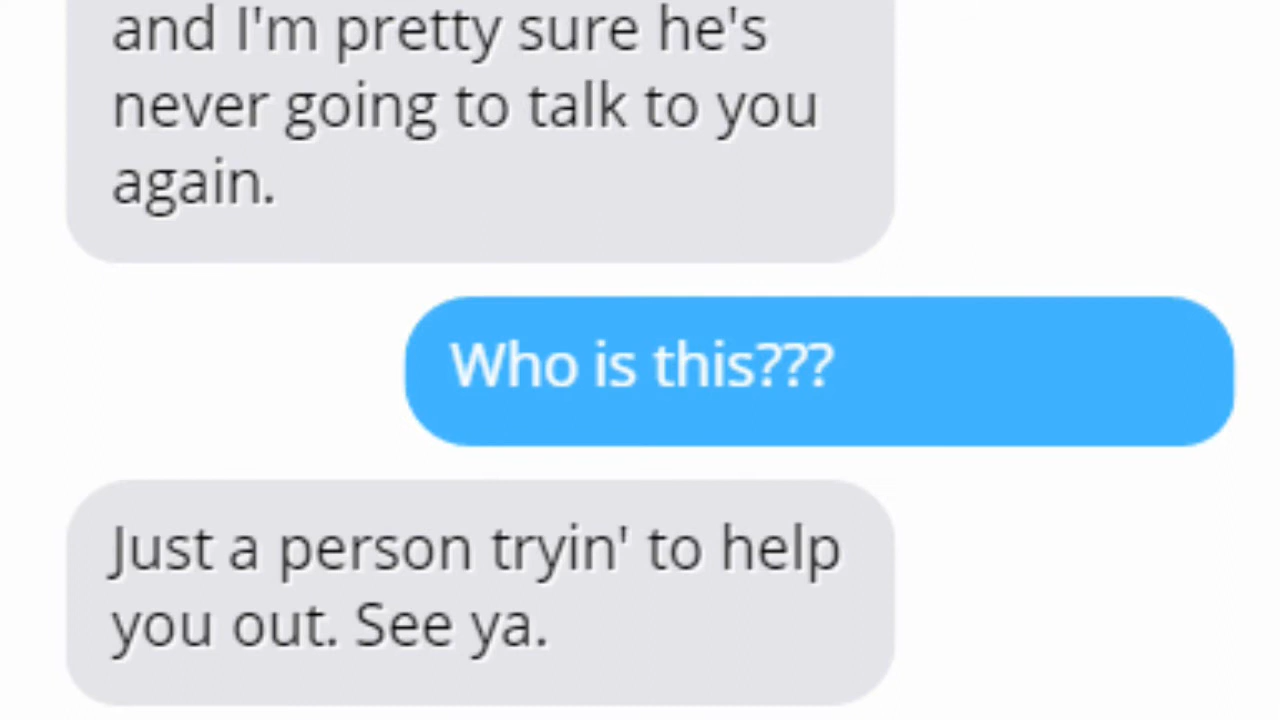 and I'm pretty sure he's
never going to talk to you
again.
Who is this???
Just a person tryin' to help
you out. See ya.